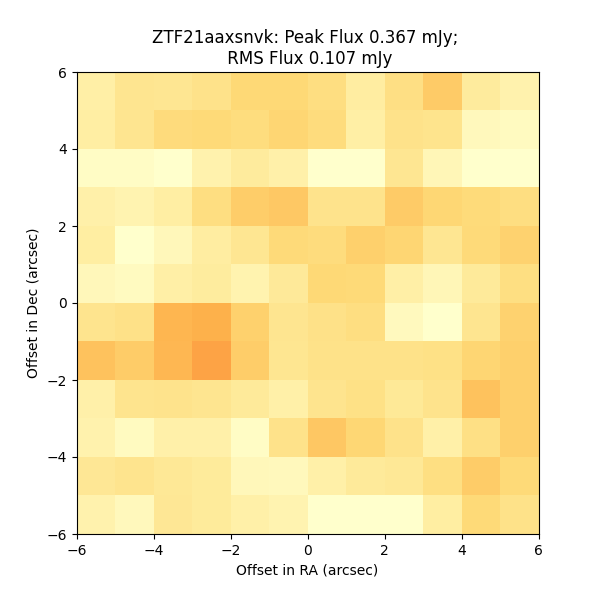 ZTF21aaxsnvk: Peak Flux 0.367 mJy;
RMS Flux 0.107 mJy
6
4
2
0
−2
−4
−6
Offset in Dec (arcsec)
−6 −4 −2 0 2 4 6
Offset in RA (arcsec)